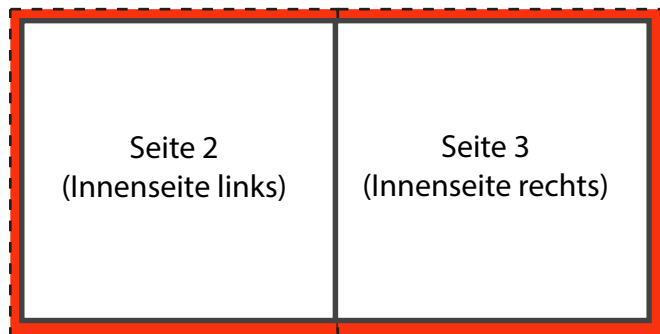 Seite 2
(Innenseite links)
Seite 3
(Innenseite rechts)